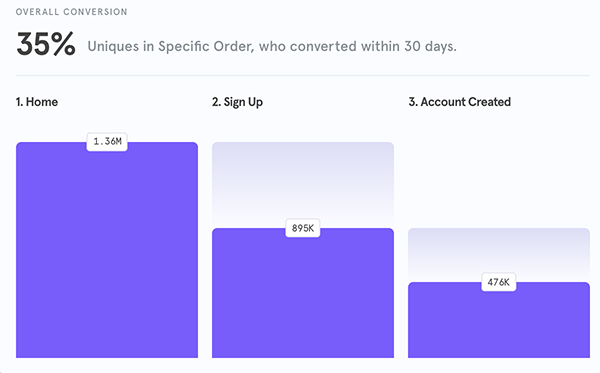 OVERALL CONVERSION
35% Uniques in Specific Order, who converted within 30 days.
1. Home 2. Sign Up 3. Account Created
1.36M
895K
476K